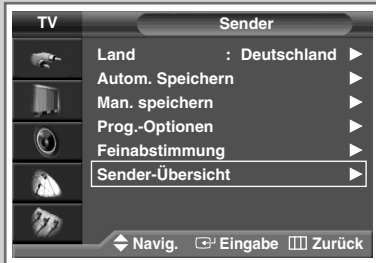 TV Sender
Land : Deutschland
Autom. Speichern
Man. speichern
Prog.-Optionen
Feinabstimmung
Sender-Übersicht
Navig. Eingabe Zurück